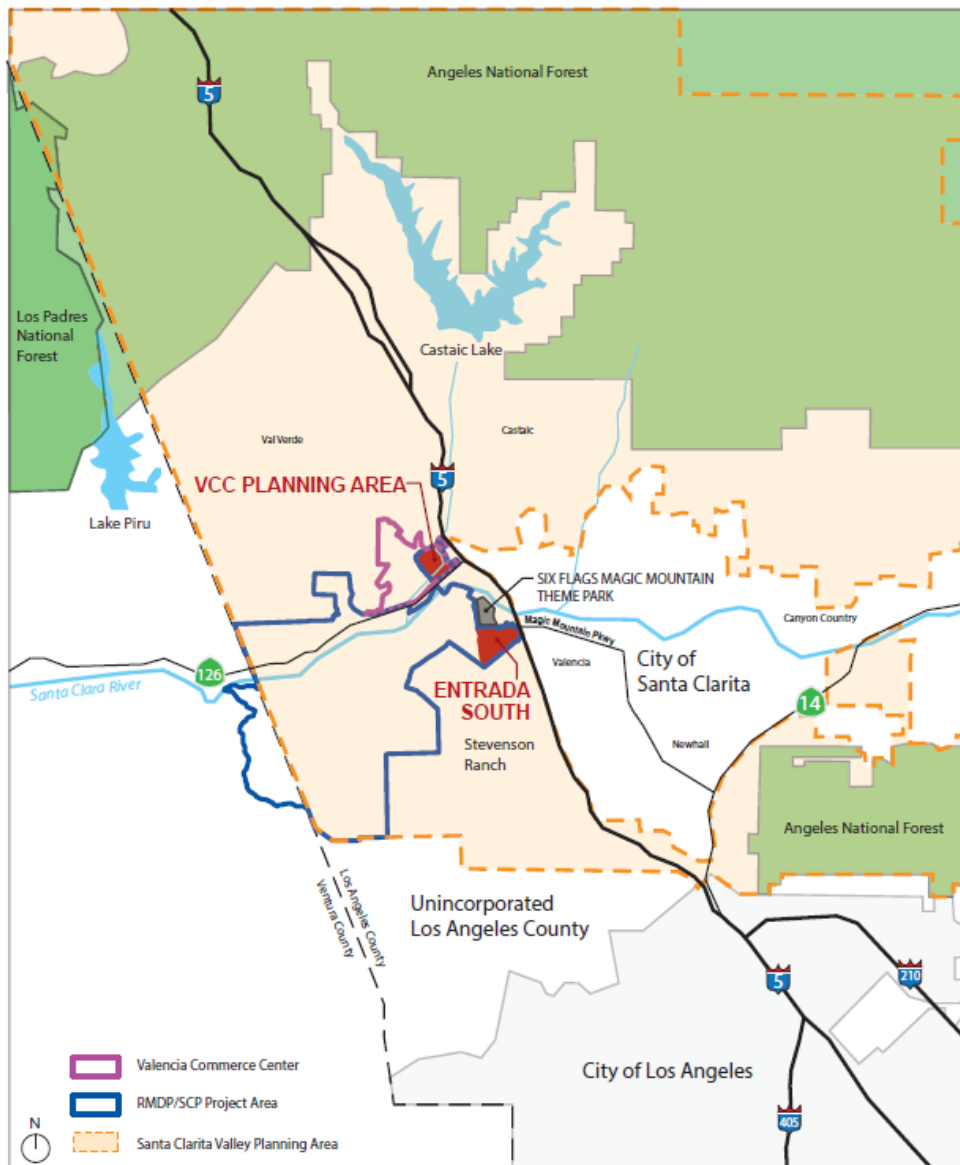 Angeles National Forest
5
Los Padres
National
Forest
Castaic Lake
Val Verde
Castaic
5
VCC PLANNING AREA
Lake Piru
SIX FLAGS MAGIC MOUNTAIN
THEME PARK
Magic Mountain Pkwy
Canyon Country
Valencia
City of
Santa Clarita
126
Santa Clara River
ENTRADA
SOUTH
14
Stevenson
Ranch
Newhall
Angeles National Forest
Los Angeles County
Ventura County
Unincorporated
Los Angeles County
5
210
City of Los Angeles
405
Valencia Commerce Center
RMDP/SCP Project Area
Santa Clarita Valley Planning Area
N